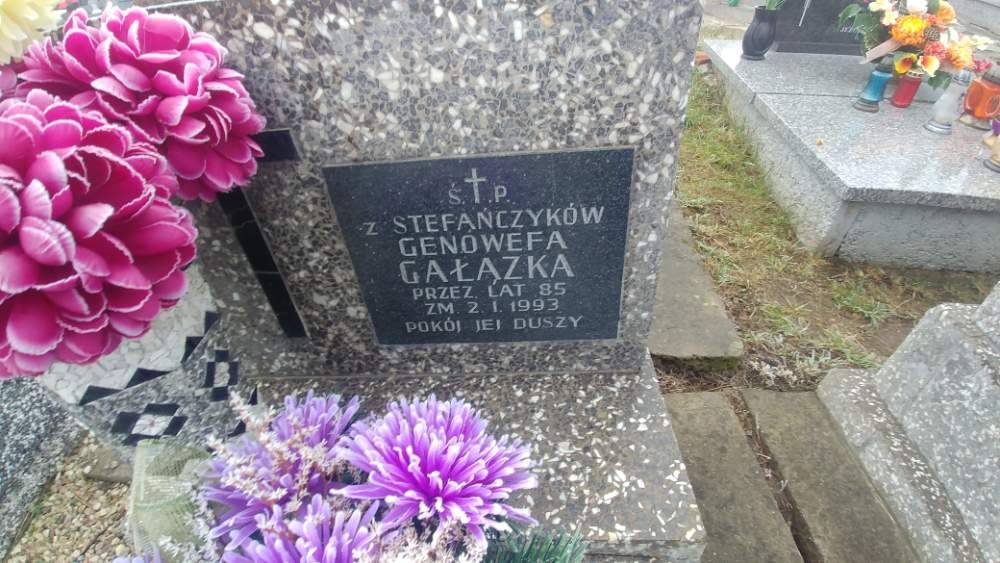 Ś.†P.
Z STEFAŃCZYKÓW
GENOWEFA
GAŁĄZKA
PRZEZ. LAT 85
ZM. 2.I.1993
POKÓJ JEJ DUSZY